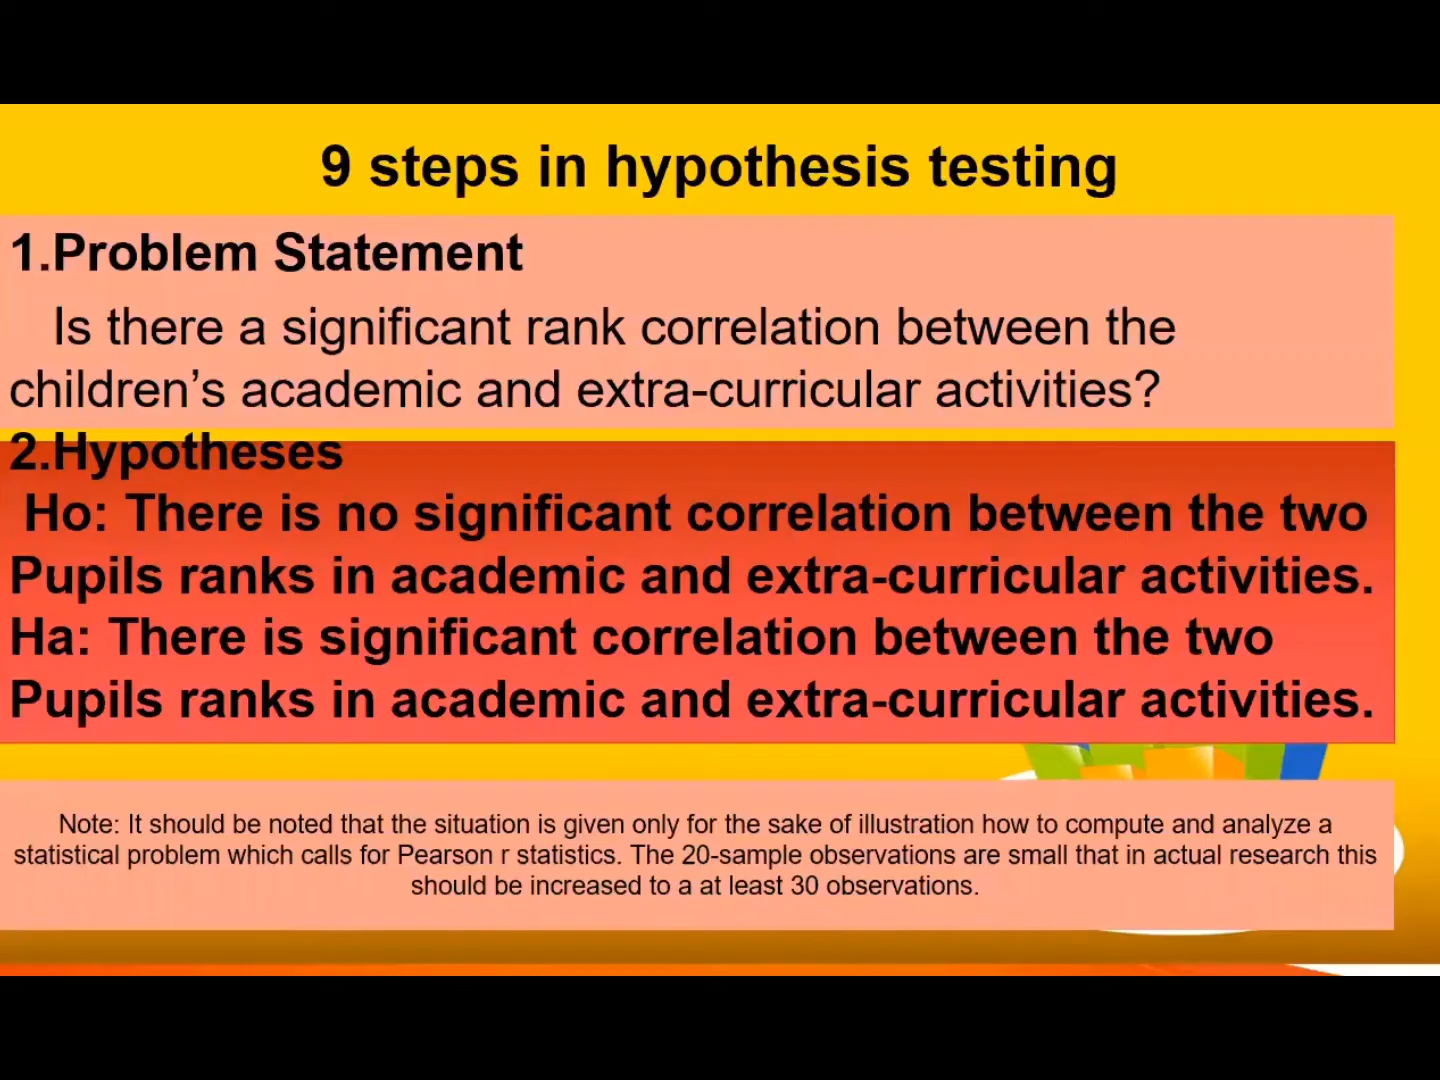 9 steps in hypothesis testing
1.Problem Statement
Is there a significant rank correlation between the
children’s academic and extra-curricular activities?
2.Hypotheses
Ho: There is no significant correlation between the two
Pupils ranks in academic and extra-curricular activities.
Ha: There is significant correlation between the two
Pupils ranks in academic and extra-curricular activities.
Note: It should be noted that the situation is given only for the sake of illustration how to compute and analyze a
statistical problem which calls for Pearson r statistics. The 20-sample observations are small that in actual research this
should be increased to a at least 30 observations.